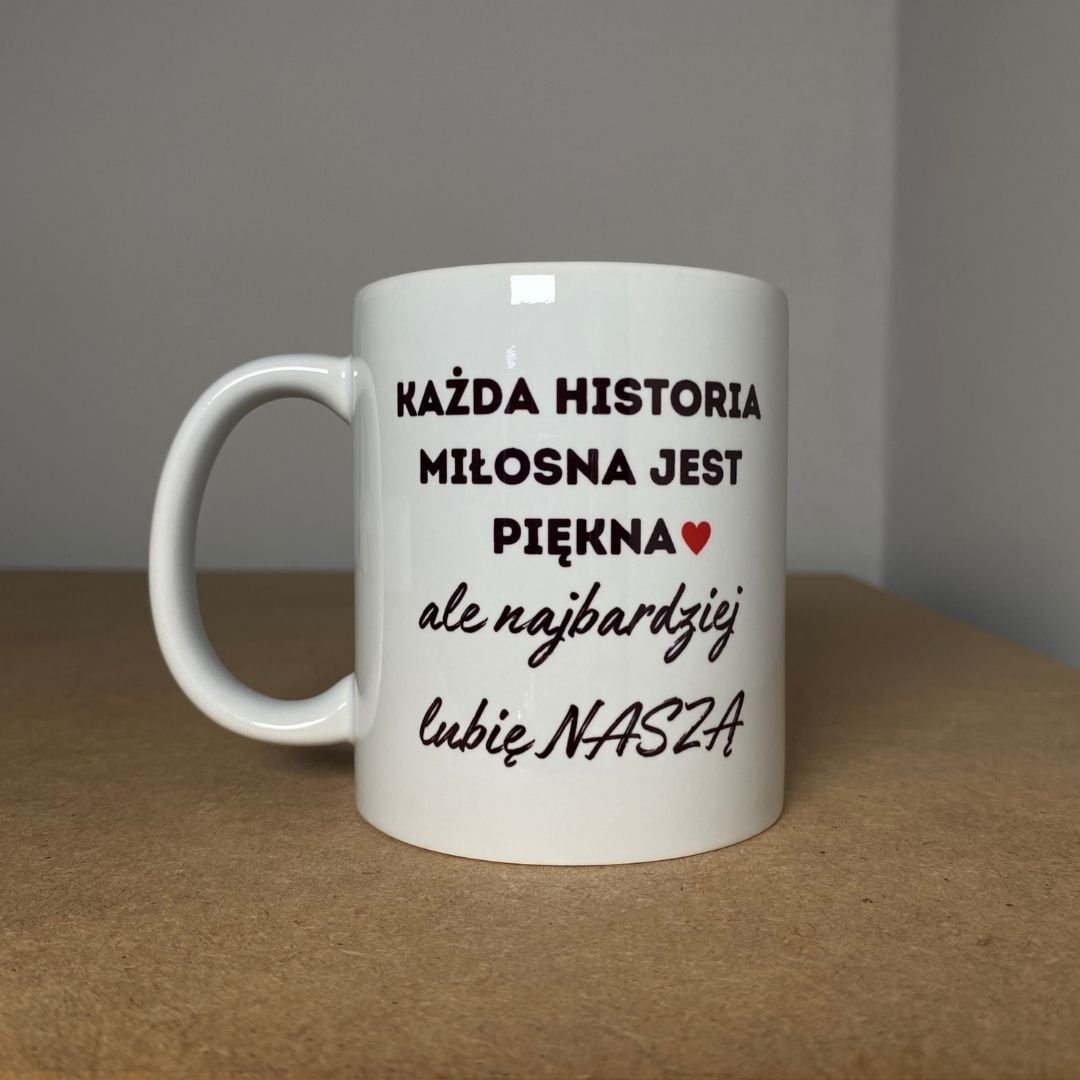 KAŻDA HISTORIA
MIŁOSNA JEST
PIĘKNA♥
ale najbardziej
lubię NASZĄ